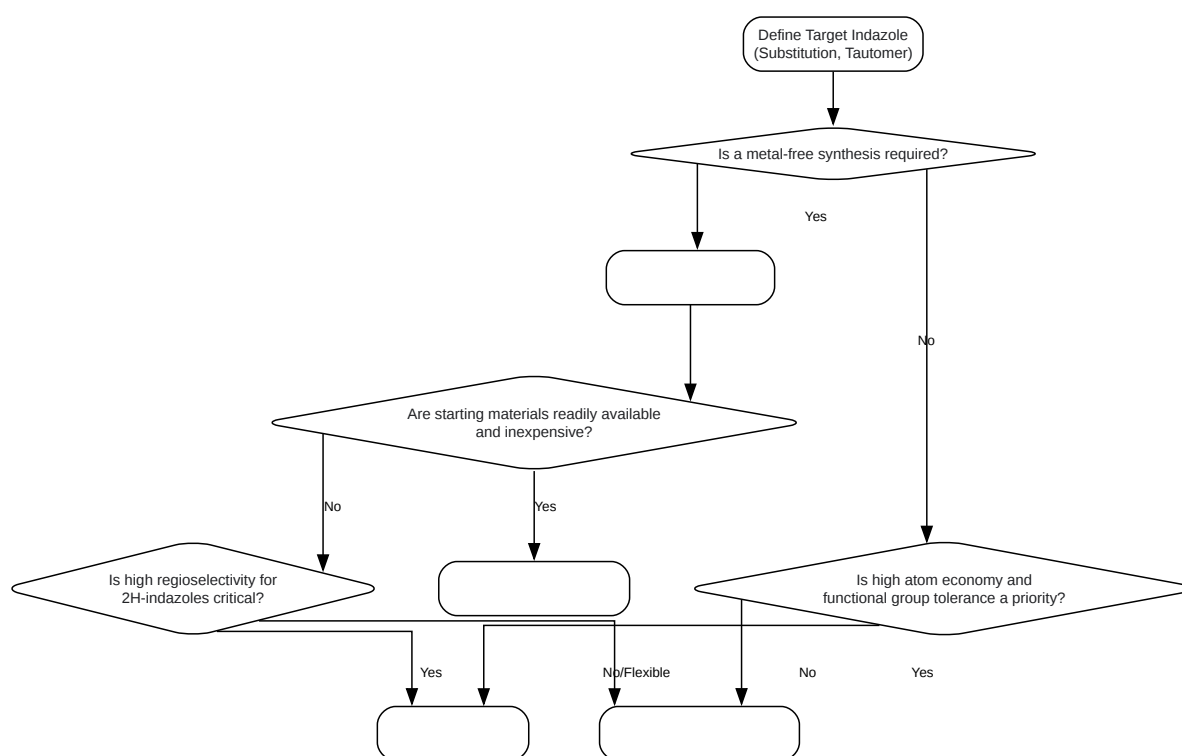 Define Target Indazole
(Substitution, Tautomer)
Is a metal-free synthesis required?
Yes
No
Are starting materials readily available
and inexpensive?
No
Yes
Is high regioselectivity for
2H-indazoles critical?
Is high atom economy and
functional group tolerance a priority?
Yes
No/Flexible
No
Yes